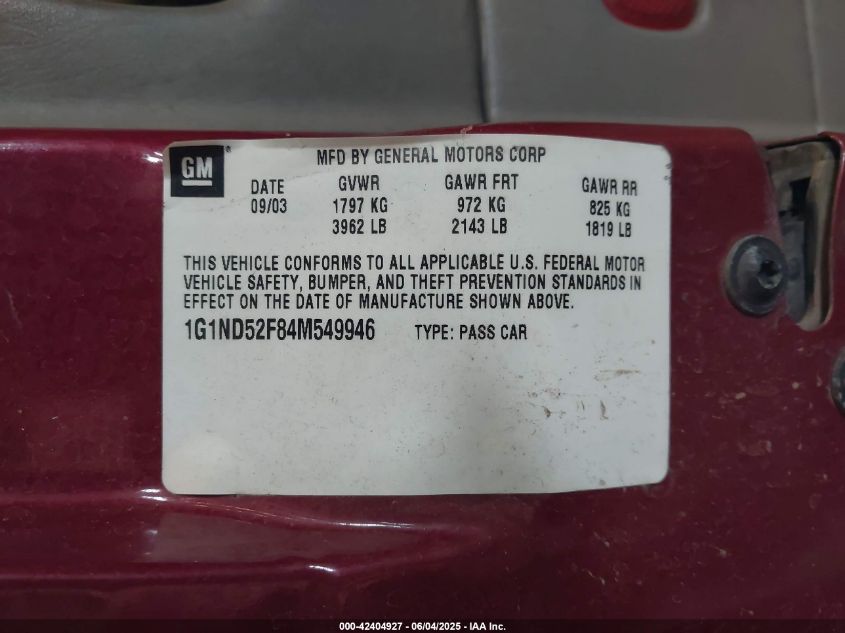 GM®
MFD BY GENERAL MOTORS CORP
DATE GVWR GAWR FRT GAWR RR
09/03 1797 KG 972 KG 825 KG
3962 LB 2143 LB 1819 LB
THIS VEHICLE CONFORMS TO ALL APPLICABLE U.S. FEDERAL MOTOR
VEHICLE SAFETY, BUMPER, AND THEFT PREVENTION STANDARDS IN
EFFECT ON THE DATE OF MANUFACTURE SHOWN ABOVE.
1G1ND52F84M549946 TYPE: PASS CAR
000-42404927 - 06/04/2025 - IAA Inc.